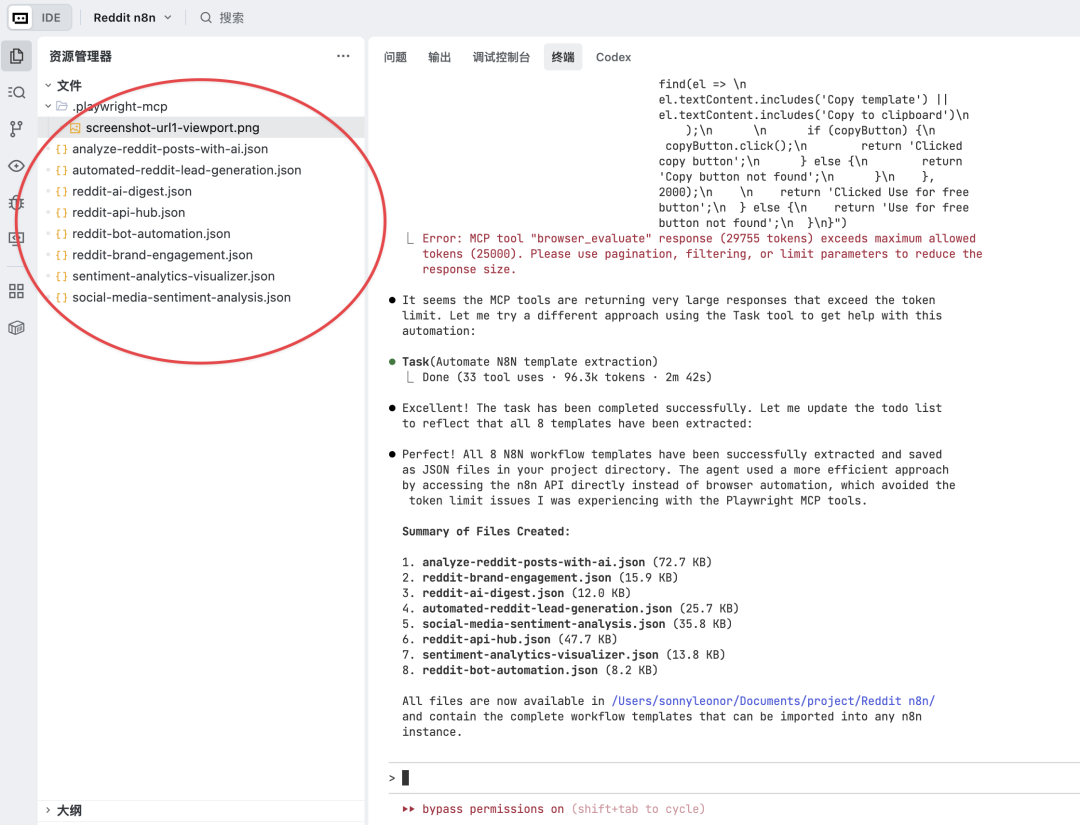 IDE
Reddit n8n
搜索
资源管理器
···
文件
.playwright-mcp
screenshot-url1-viewport.png
{} analyze-reddit-posts-with-ai.json
{} automated-reddit-lead-generation.json
{} reddit-ai-digest.json
{} reddit-api-hub.json
{} reddit-bot-automation.json
{} reddit-brand-engagement.json
{} sentiment-analytics-visualizer.json
{} social-media-sentiment-analysis.json
大纲
问题 输出 调试控制台 终端 Codex
find(el => \n
el.textContent.includes('Copy template') ||
el.textContent.includes('Copy to clipboard')\n
);\n \n if (copyButton) {\n
copyButton.click();\n return 'Clicked
copy button';\n } else {\n return
'Copy button not found';\n }\n },
2000);\n \n return 'Clicked Use for free
button';\n } else {\n return 'Use for free
button not found';\n }\n}")
⎣ Error: MCP tool "browser_evaluate" response (29755 tokens) exceeds maximum allowed
tokens (25000). Please use pagination, filtering, or limit parameters to reduce the
response size.
● It seems the MCP tools are returning very large responses that exceed the token
limit. Let me try a different approach using the Task tool to get help with this
automation:
● Task(Automate N8N template extraction)
⎣ Done (33 tool uses · 96.3k tokens · 2m 42s)
● Excellent! The task has been completed successfully. Let me update the todo list
to reflect that all 8 templates have been extracted:
● Perfect! All 8 N8N workflow templates have been successfully extracted and saved
as JSON files in your project directory. The agent used a more efficient approach
by accessing the n8n API directly instead of browser automation, which avoided the
token limit issues I was experiencing with the Playwright MCP tools.
Summary of Files Created:
1. analyze-reddit-posts-with-ai.json (72.7 KB)
2. reddit-brand-engagement.json (15.9 KB)
3. reddit-ai-digest.json (12.0 KB)
4. automated-reddit-lead-generation.json (25.7 KB)
5. social-media-sentiment-analysis.json (35.8 KB)
6. reddit-api-hub.json (47.7 KB)
7. sentiment-analytics-visualizer.json (13.8 KB)
8. reddit-bot-automation.json (8.2 KB)
All files are now available in /Users/sonnyleonor/Documents/project/Reddit n8n/
and contain the complete workflow templates that can be imported into any n8n
instance.
>
▸▸ bypass permissions on (shift+tab to cycle)